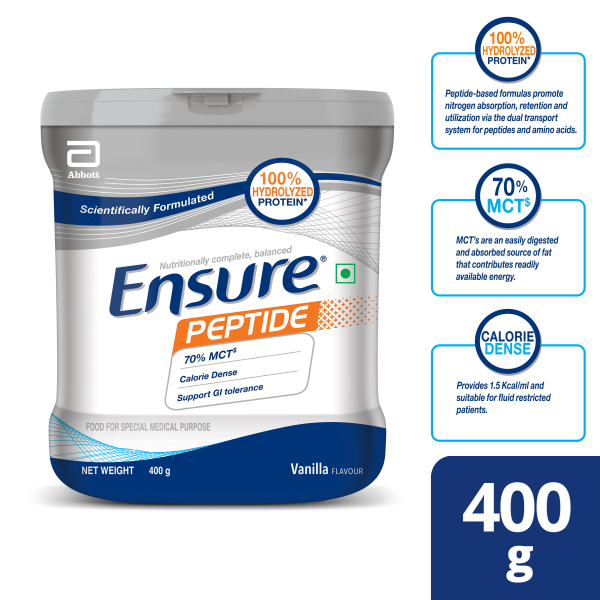 Abbott
Scientifically Formulated
100%
HYDROLYZED
PROTEIN*
Nutritionally complete, balanced
Ensure®
PEPTIDE
70% MCT$
Calorie Dense
Support GI tolerance
FOOD FOR SPECIAL MEDICAL PURPOSE
NET WEIGHT 400 g
Vanilla FLAVOUR
100%
HYDROLYZED
PROTEIN*
Peptide-based formulas promote
nitrogen absorption, retention and
utilization via the dual transport
system for peptides and amino acids.
70%
MCT$
MCT's are an easily digested
and absorbed source of fat
that contributes readily
available energy.
CALORIE
DENSE
Provides 1.5 Kcal/ml and
suitable for fluid restricted
patients.
400
g